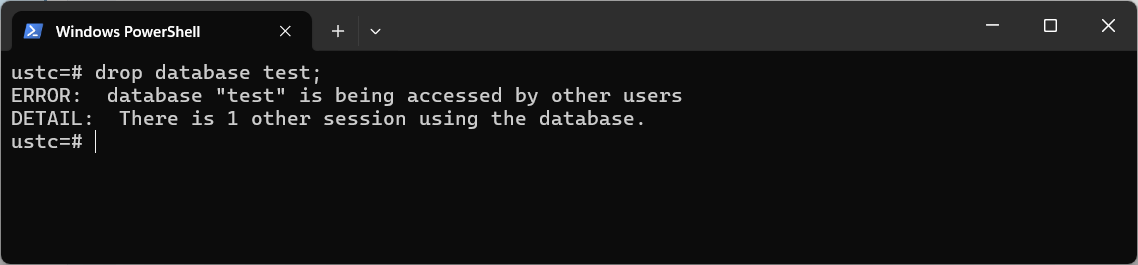 Windows PowerShell
ustc=# drop database test;
ERROR:  database "test" is being accessed by other users
DETAIL:  There is 1 other session using the database.
ustc=#